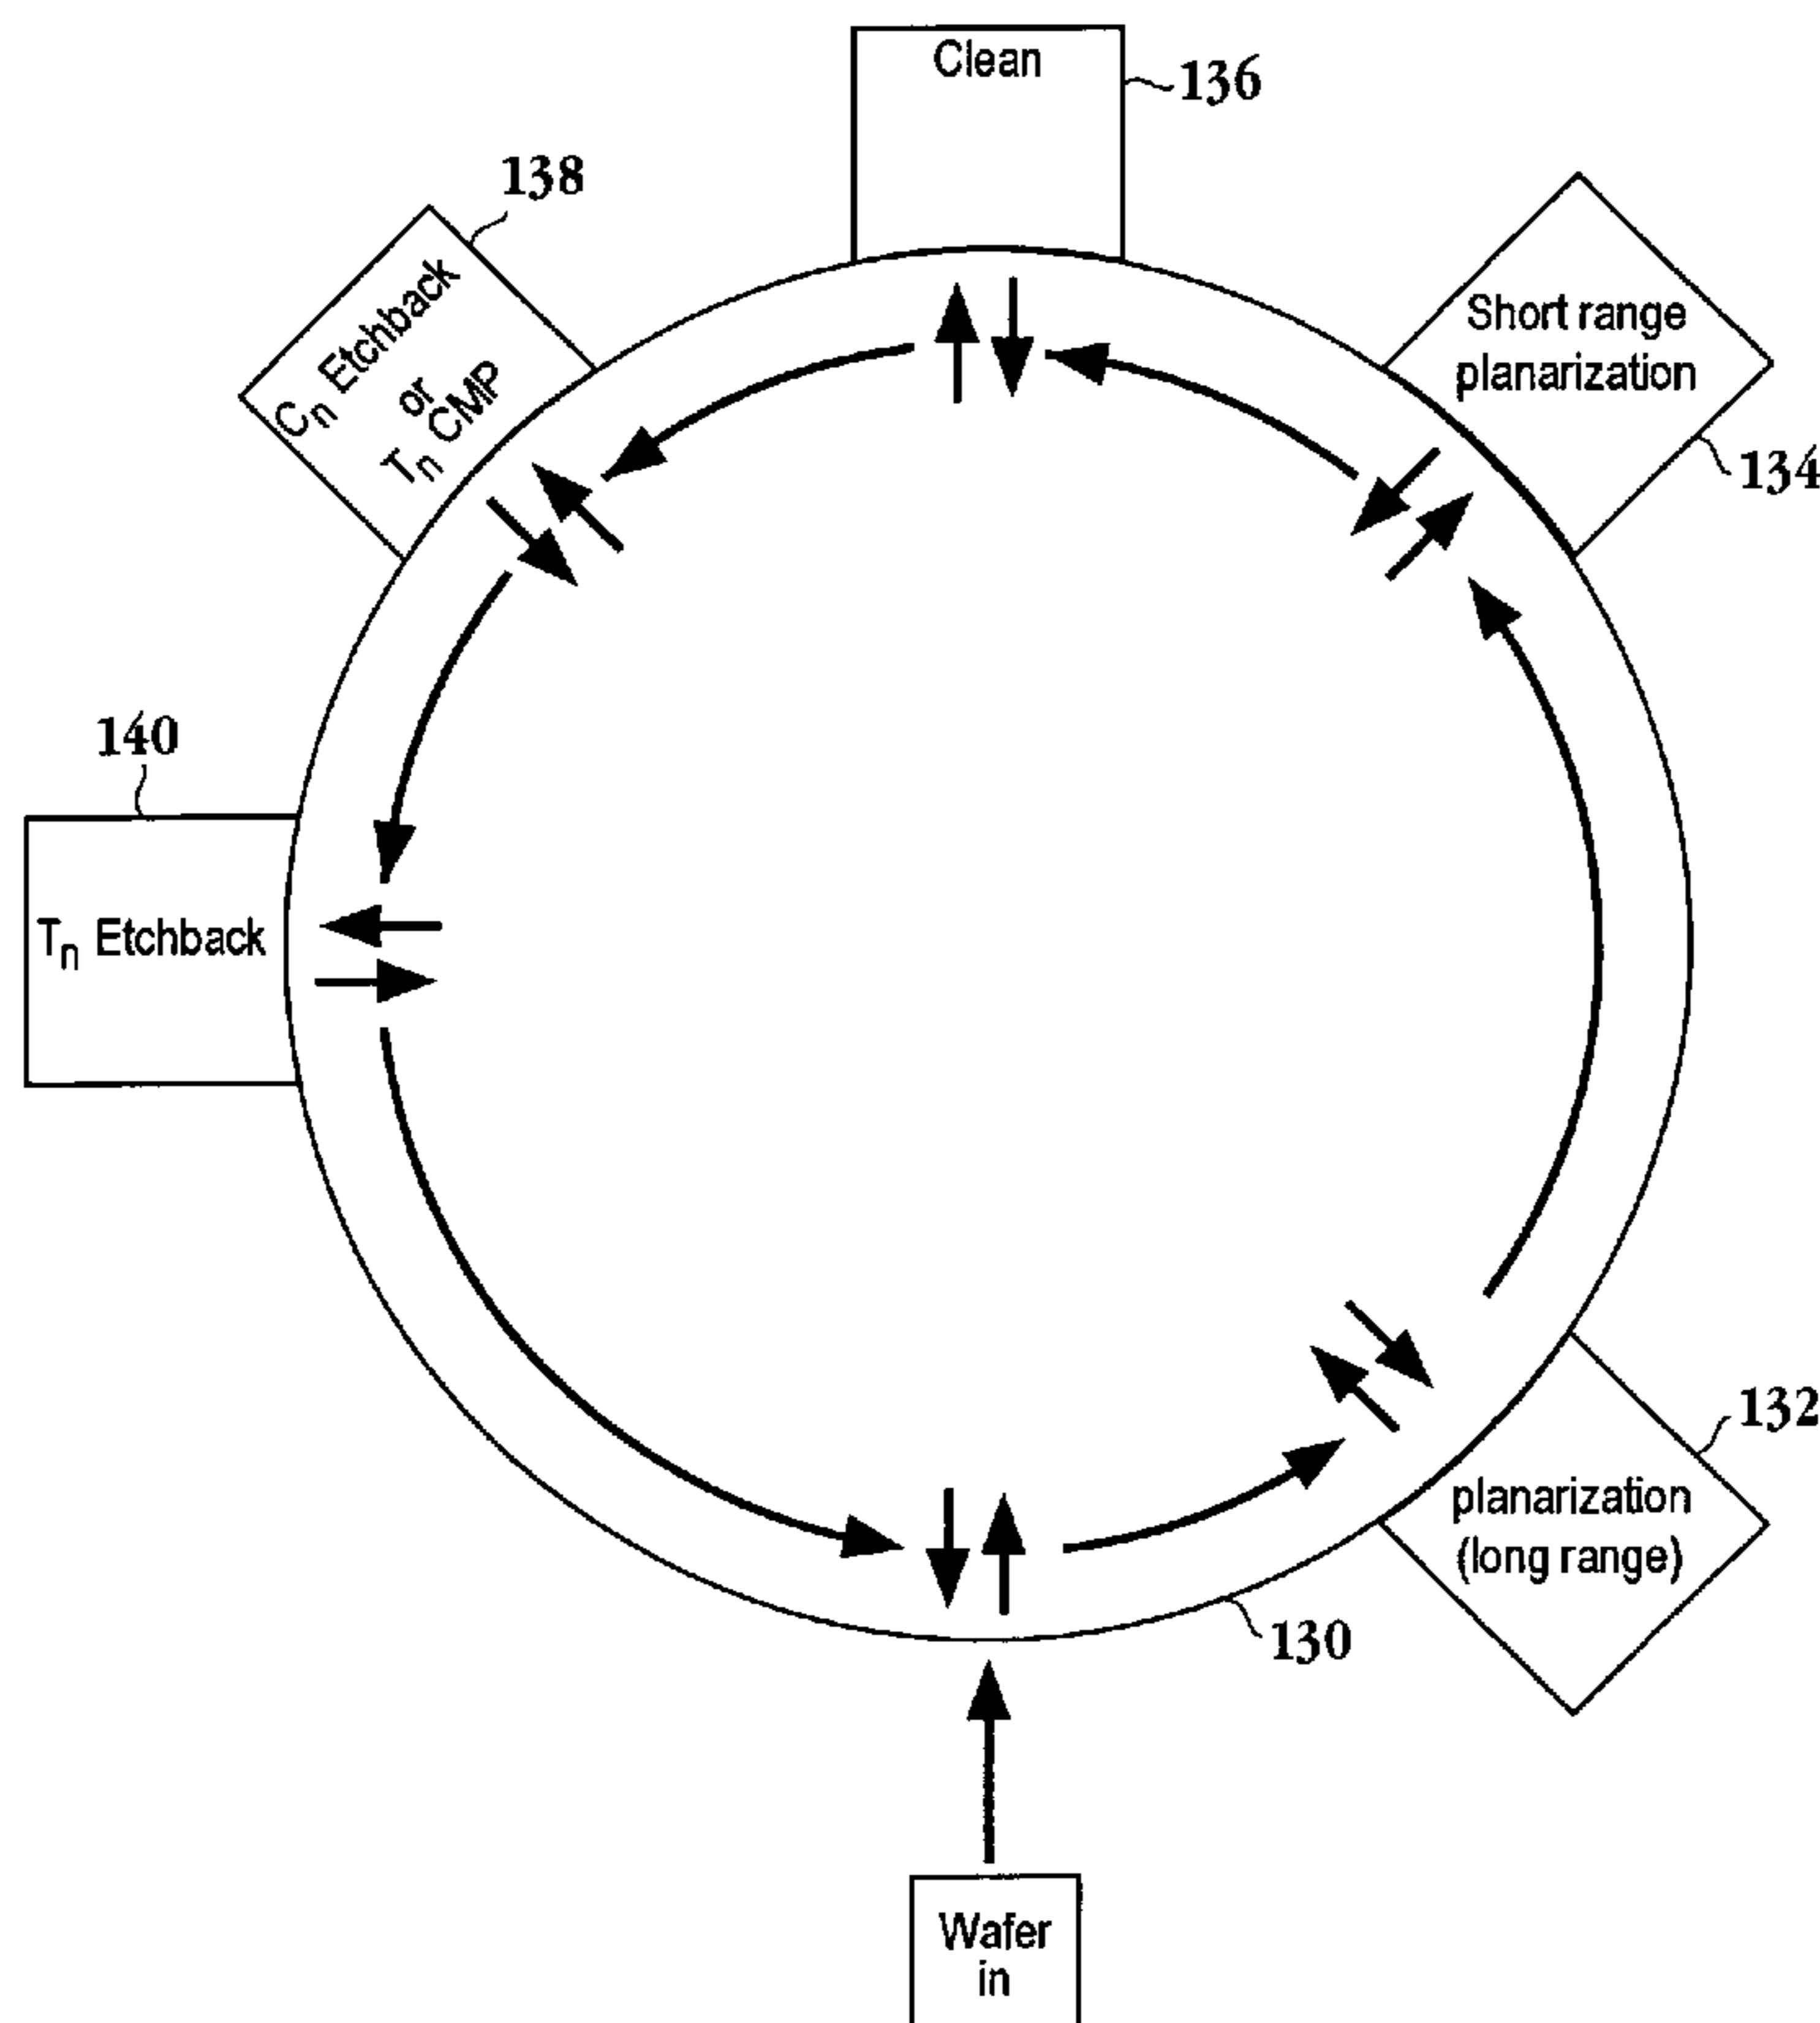 Clean
136
138
Cₙ Etchback
or
Tₙ CMP
Short range
planarization
134
140
Tₙ Etchback
132
planarization
(long range)
130
Wafer
in